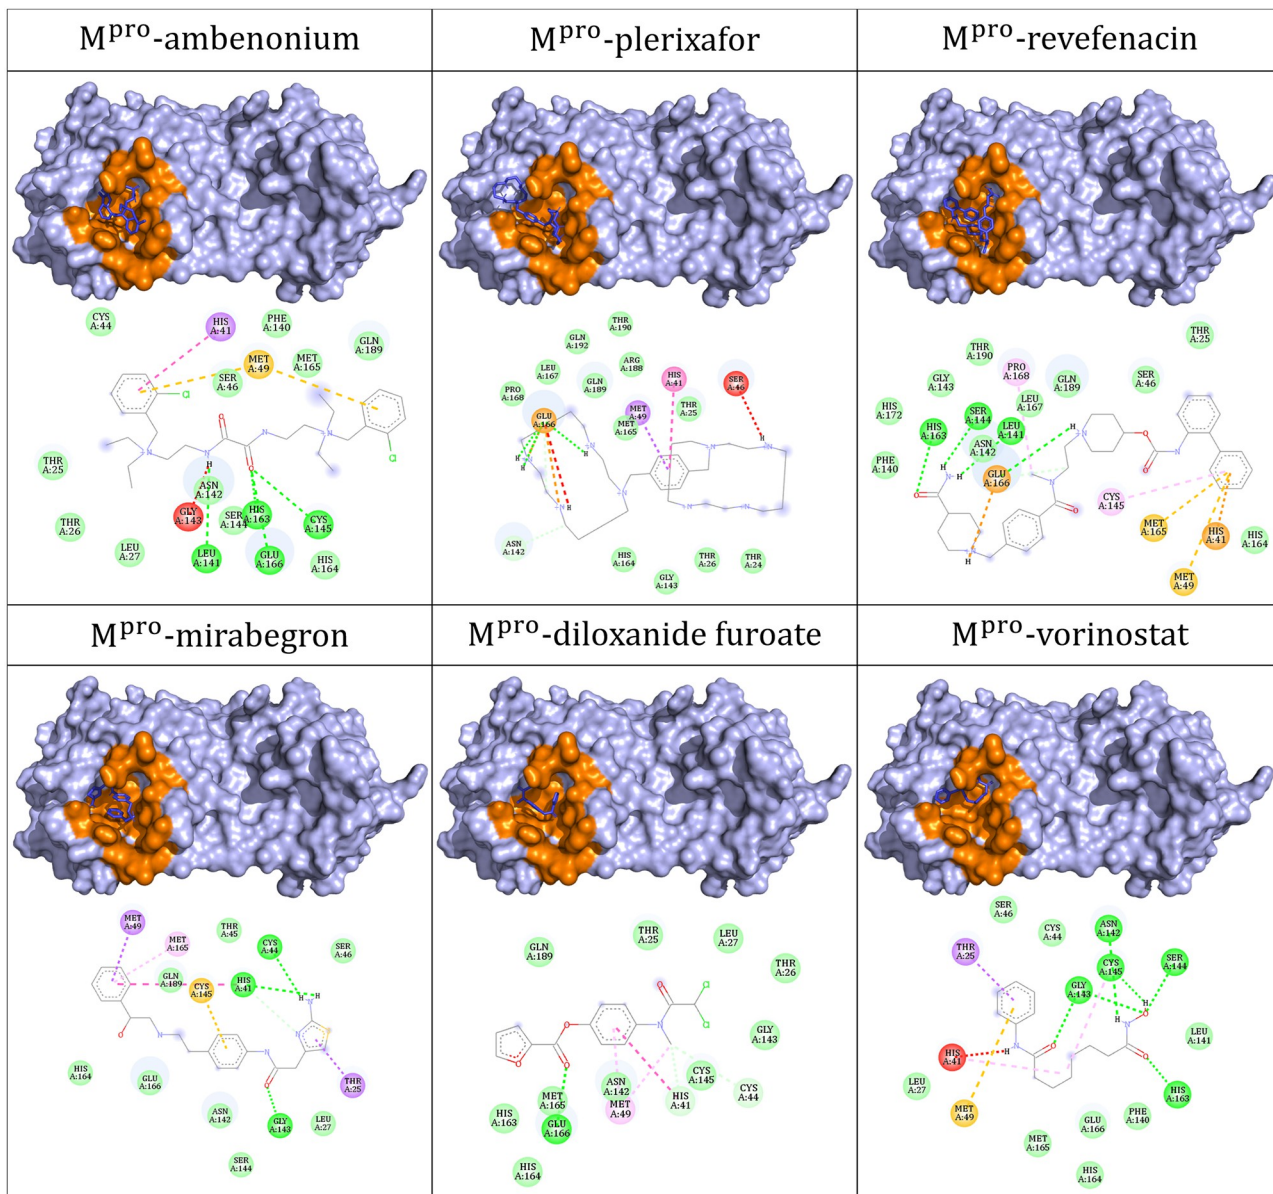 M^pro-ambenonium
M^pro-plerixafor
M^pro-revefenacin
CYS A:44
HIS A:41
PHE A:140
GLN A:189
MET A:49
SER A:46
MET A:165
Cl
O
N
N
N
H
N
O
Cl
THR A:25
ASN A:142
GLY A:143
SER A:144
HIS A:163
CYS A:145
THR A:26
LEU A:27
LEU A:141
GLU A:166
HIS A:164
THR A:190
GLN A:192
LEU A:167
ARG A:188
GLN A:189
HIS A:41
SER A:46
PRO A:168
MET A:49
THR A:25
GLU A:166
MET A:165
H
H
H
H
H
ASN A:142
HIS A:164
GLY A:143
THR A:26
THR A:24
THR A:25
THR A:190
PRO A:168
GLY A:143
GLN A:189
SER A:46
HIS A:172
SER A:144
LEU A:167
HIS A:163
LEU A:141
H
ASN A:142
PHE A:140
GLU A:166
H
H
N
O
O
O
N
CYS A:145
O
MET A:165
HIS A:41
HIS A:164
H
MET A:49
M^pro-mirabegron
M^pro-diloxanide furoate
M^pro-vorinostat
MET A:49
MET A:165
THR A:45
CYS A:44
SER A:46
GLN A:189
CYS A:145
HIS A:41
H
H
N
N
S
O
N
N
O
HIS A:164
GLU A:166
ASN A:142
GLY A:143
LEU A:27
THR A:25
SER A:144
GLN A:189
THR A:25
LEU A:27
THR A:26
O
Cl
Cl
O
N
O
O
GLY A:143
CYS A:145
ASN A:142
MET A:165
MET A:49
HIS A:41
CYS A:44
HIS A:163
GLU A:166
HIS A:164
SER A:46
CYS A:44
ASN A:142
THR A:25
CYS A:145
SER A:144
GLY A:143
H
O
H
N
LEU A:141
HIS A:41
H
N
O
O
LEU A:27
MET A:49
HIS A:163
MET A:165
GLU A:166
PHE A:140
HIS A:164